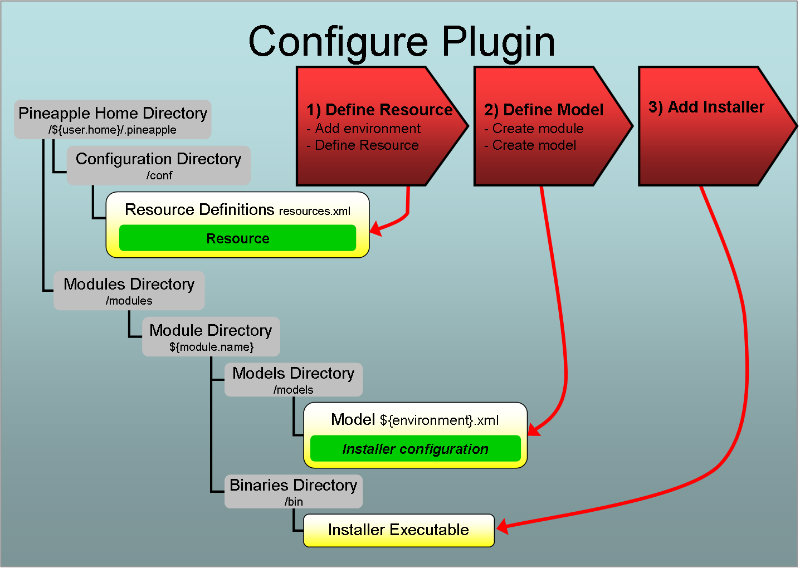 Configure Plugin
1) Define Resource
- Add environment
- Define Resource
2) Define Model
- Create module
- Create model
3) Add Installer
Pineapple Home Directory
/${user.home}/.pineapple
Configuration Directory
/conf
Resource Definitions resources.xml
Resource
Modules Directory
/modules
Module Directory
${module.name}
Models Directory
/models
Model ${environment}.xml
Installer configuration
Binaries Directory
/bin
Installer Executable